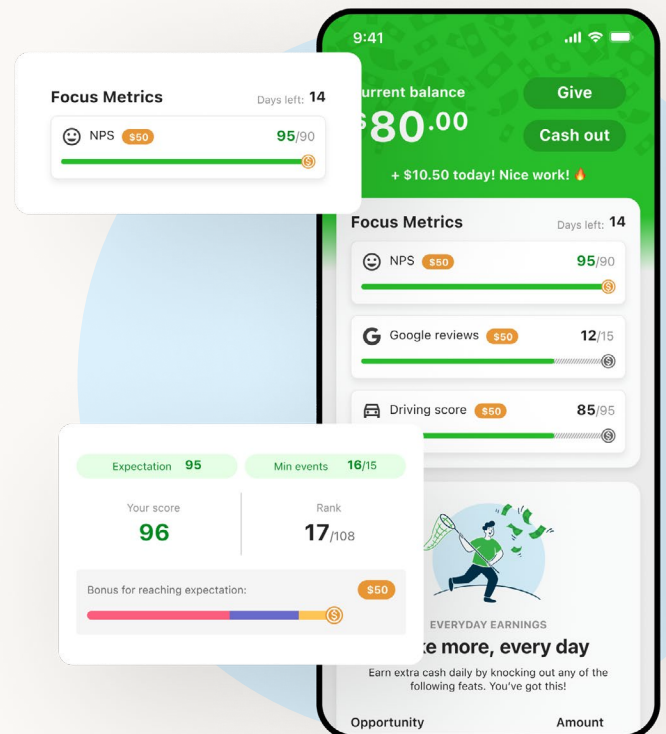 Focus Metrics Days left: 14
NPS $50 95/90
9:41
urrent balance
$80.00
Give
Cash out
+ $10.50 today! Nice work! 🔥
Focus Metrics Days left: 14
NPS $50 95/90
Google reviews $50 12/15
Driving score $50 85/95
Expectation 95 Min events 16/15
Your score Rank
96 17/108
Bonus for reaching expectation: $50
EVERYDAY EARNINGS
e more, every day
Earn extra cash daily by knocking out any of the
following feats. You've got this!
Opportunity Amount